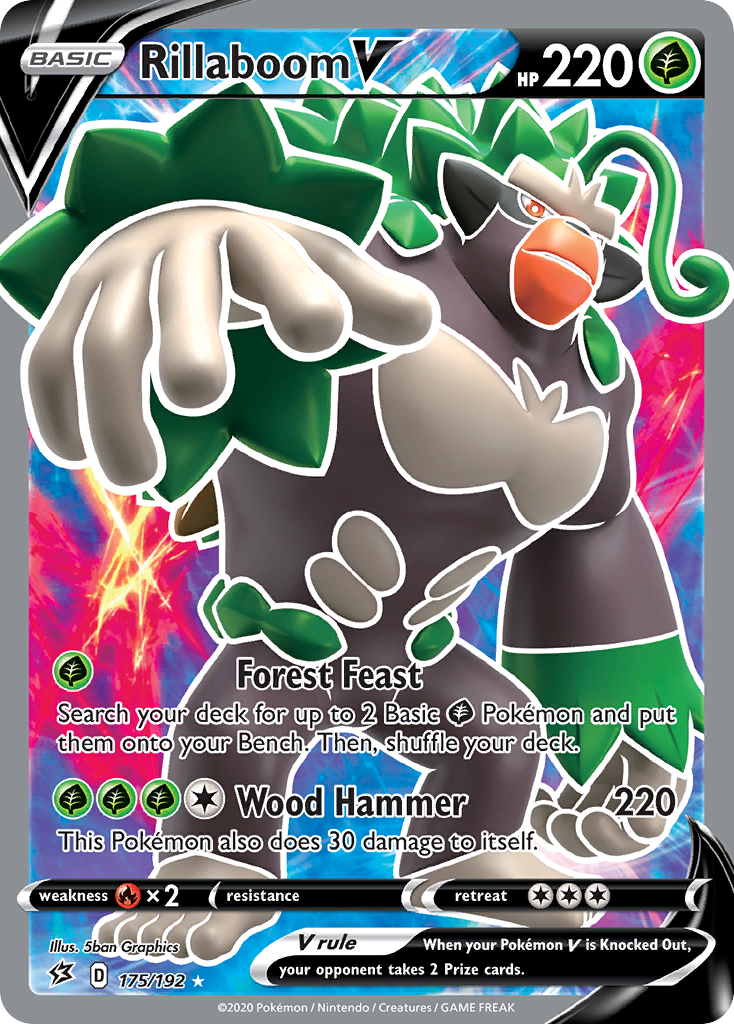 BASIC Rillaboom V HP 220
Forest Feast
Search your deck for up to 2 Basic Pokémon and put
them onto your Bench. Then, shuffle your deck.
Wood Hammer 220
This Pokémon also does 30 damage to itself.
weakness ×2 resistance retreat
Illus. 5ban Graphics
D 175/192 ★
V rule When your Pokémon V is Knocked Out,
your opponent takes 2 Prize cards.
©2020 Pokémon / Nintendo / Creatures / GAME FREAK